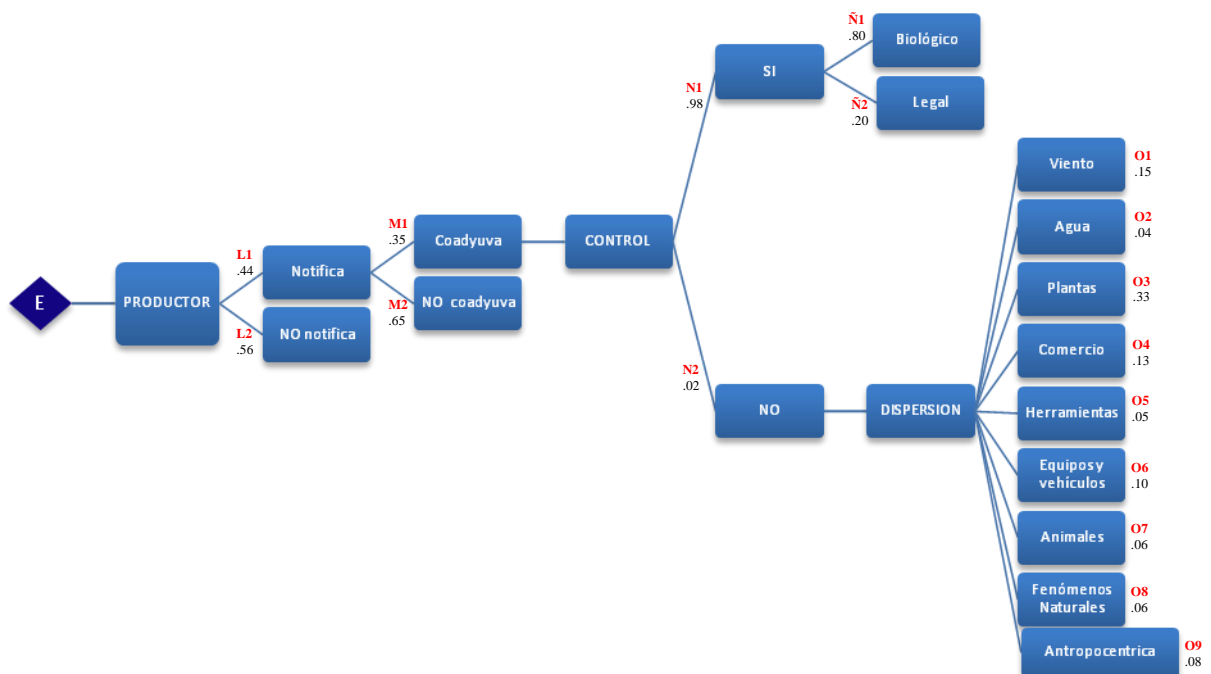 E
PRODUCTOR
L1
.44
Notifica
L2
.56
NO notifica
M1
.35
Coadyuva
M2
.65
NO coadyuva
CONTROL
N1
.98
SI
Ñ1
.80
Biológico
Ñ2
.20
Legal
N2
.02
NO
DISPERSION
Viento
O1
.15
Agua
O2
.04
Plantas
O3
.33
Comercio
O4
.13
Herramientas
O5
.05
Equipos y
vehículos
O6
.10
Animales
O7
.06
Fenómenos
Naturales
O8
.06
Antropocentrica
O9
.08